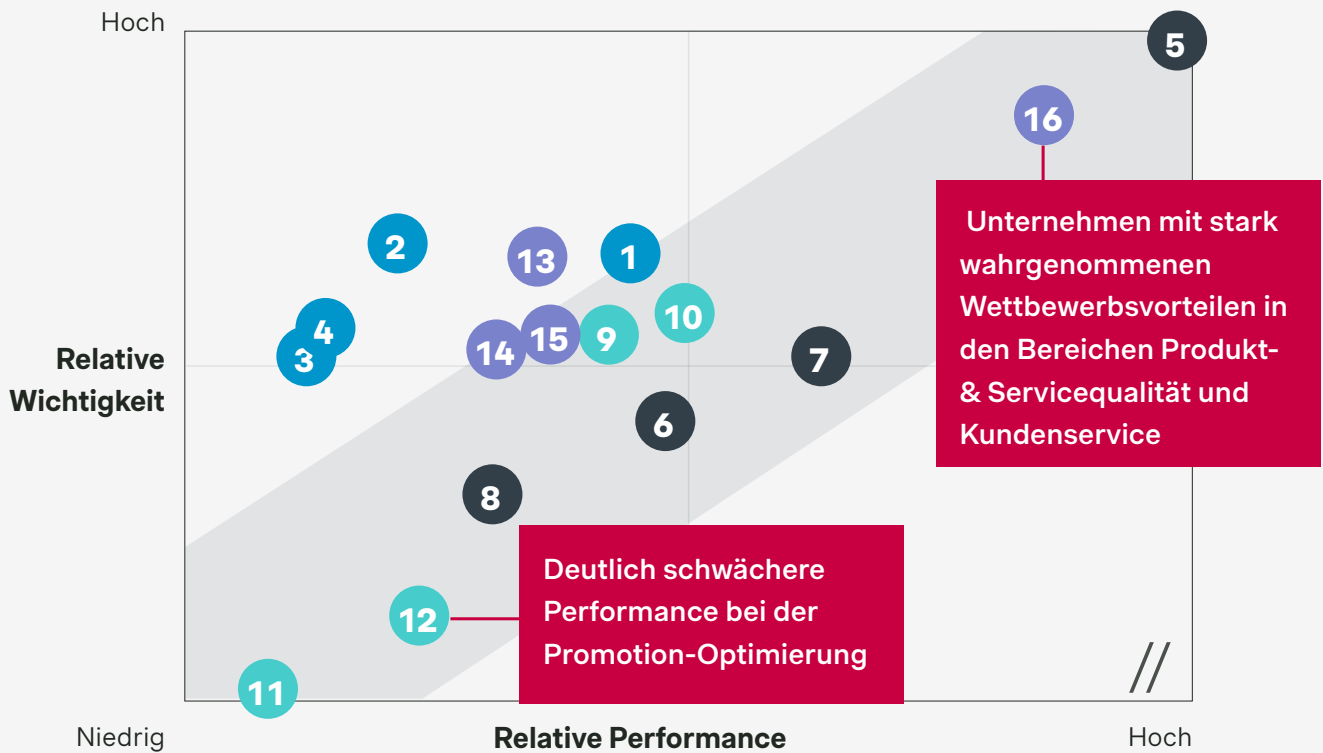 Hoch
5
16
Unternehmen mit stark
wahrgenommenen
Wettbewerbsvorteilen in
den Bereichen Produkt-
& Servicequalität und
Kundenservice
2
13
1
4
3
14
15
9
10
7
Relative
Wichtigkeit
6
8
Deutlich schwächere
Performance bei der
Promotion-Optimierung
12
11
//
Niedrig
Relative Performance
Hoch